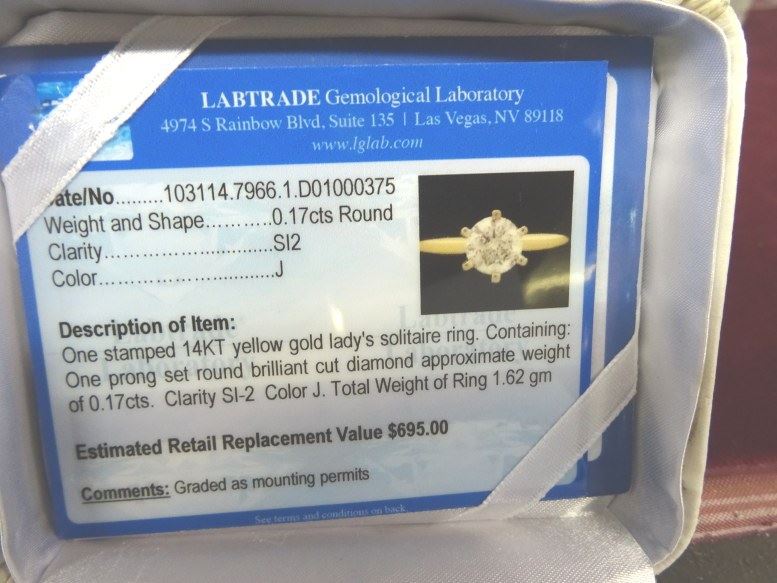 LABTRADE Gemological Laboratory
4974 S Rainbow Blvd, Suite 135 | Las Vegas, NV 89118
www.lglab.com
ate/No.........103114.7966.1.D01000375
Weight and Shape...........0.17cts Round
Clarity............................SI2
Color.............................J
Description of Item:
One stamped 14KT yellow gold lady's solitaire ring. Containing:
One prong set round brilliant cut diamond approximate weight
of 0.17cts. Clarity SI-2 Color J. Total Weight of Ring 1.62 gm
Estimated Retail Replacement Value $695.00
Comments: Graded as mounting permits
See terms and conditions on back.